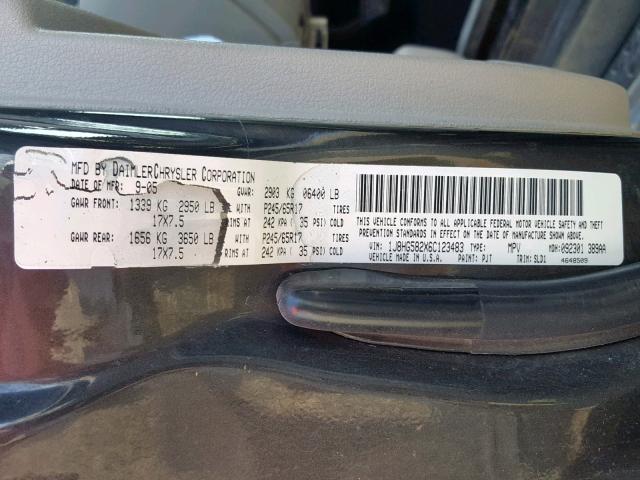 MFD BY DAIMLERCHRYSLER CORPORATION
DATE OF MFR: 9-05 GVWR: 2903 KG 06400 LB
GAWR FRONT: 1339 KG 2950 LB WITH P245/65R17 TIRES
17X7.5 RIMS AT 242 KPA ( 35 PSI) COLD
GAWR REAR: 1656 KG 3650 LB WITH P245/65R17 TIRES
17X7.5 RIMS AT 242 KPA ( 35 PSI) COLD
THIS VEHICLE CONFORMS TO ALL APPLICABLE FEDERAL MOTOR VEHICLE SAFETY AND THEFT
PREVENTION STANDARDS IN EFFECT ON THE DATE OF MANUFACTURE SHOWN ABOVE.
VIN: 1J8HG582X6C123483 TYPE: MPV MDH: 092301 389AA
VEHICLE MADE IN U.S.A. PAINT: PJT TRIM: SLD1
4648509